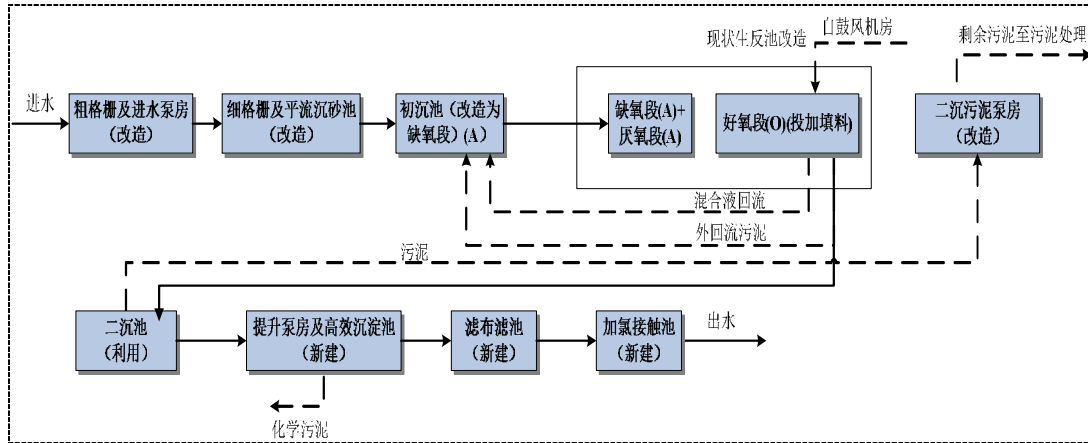 自鼓风机房
现状生反池改造
剩余污泥至污泥处理
进水
粗格栅及进水泵房
（改造）
细格栅及平流沉砂池
（改造）
初沉池（改造为
缺氧段）(A）
缺氧段(A)+
厌氧段(A)
好氧段(O)(投加填料)
二沉污泥泵房
（改造）
混合液回流
外回流污泥
污泥
二沉池
（利用）
提升泵房及高效沉淀池
（新建）
滤布滤池
（新建）
加氯接触池
（新建）
出水
化学污泥